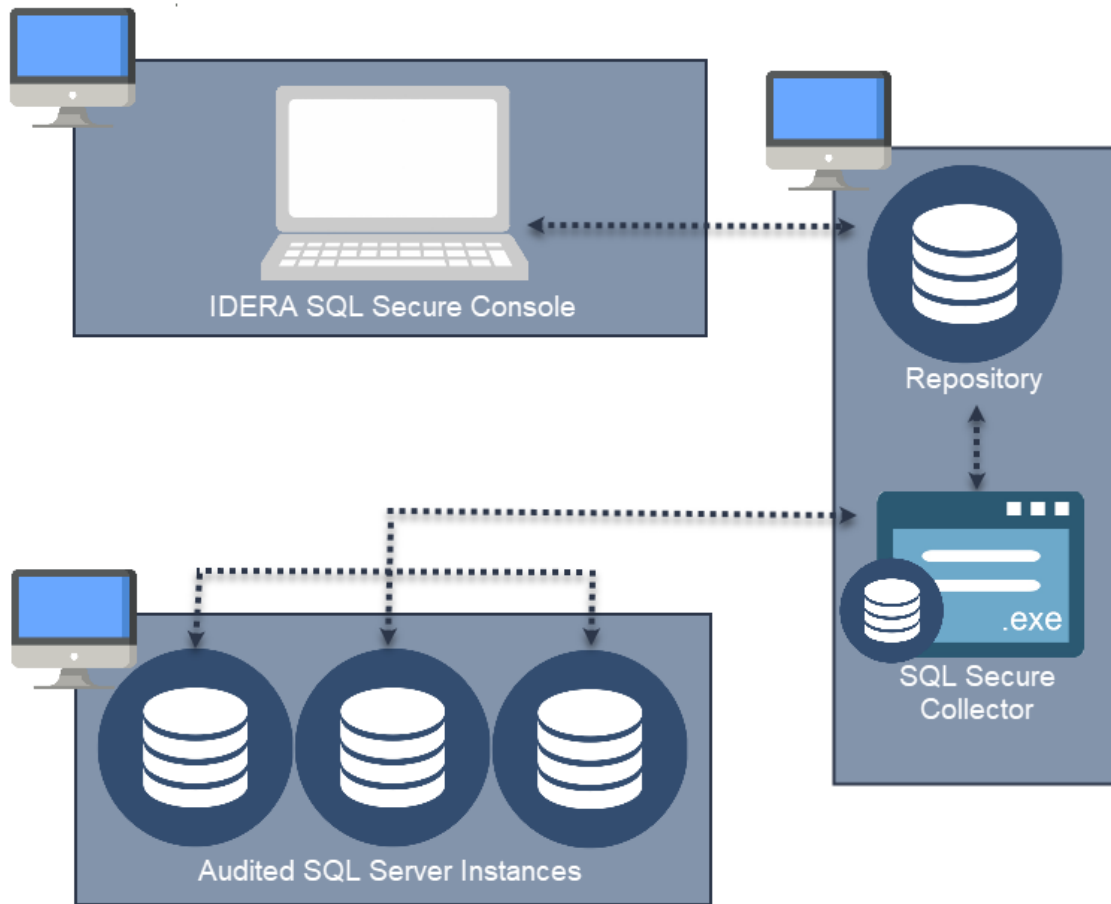 IDERA SQL Secure Console
Repository
.exe
SQL Secure
Collector
Audited SQL Server Instances